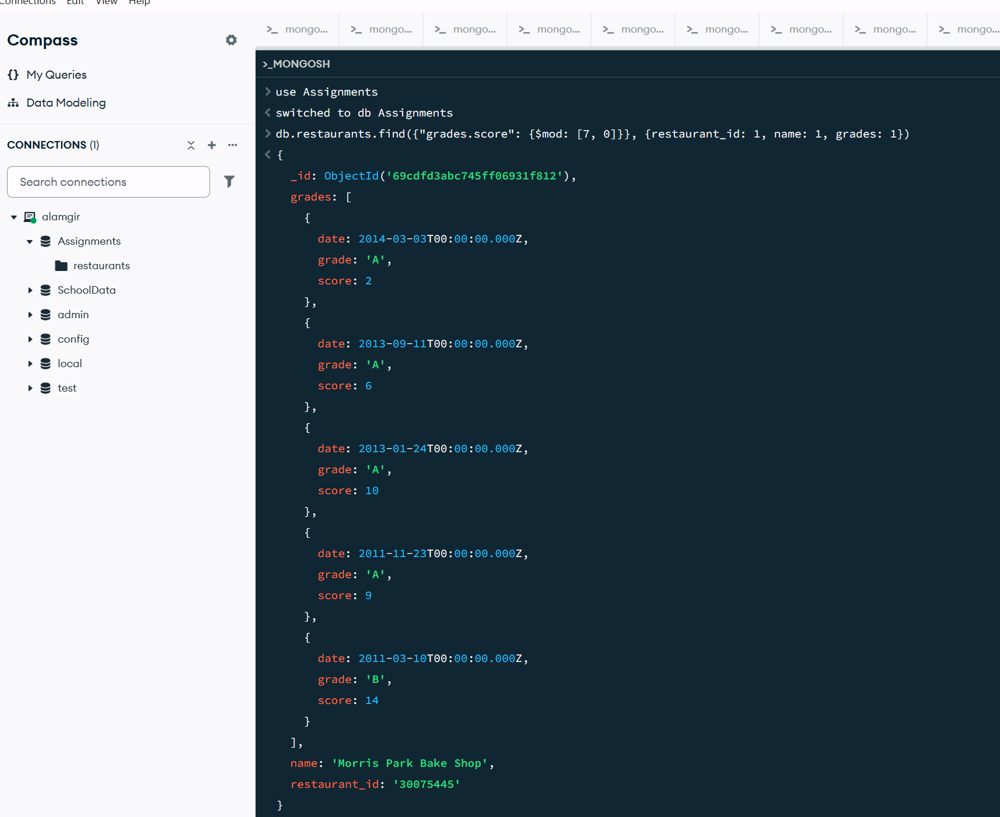 Connections Edit View Help
Compass
My Queries
Data Modeling
CONNECTIONS (1)
Search connections
alamgir
Assignments
restaurants
SchoolData
admin
config
local
test
>_ mongo... >_ mongo... >_ mongo... >_ mongo... >_ mongo... >_ mongo... >_ mongo... >_ mongo... >_ mongo...
>_MONGOSH
> use Assignments
< switched to db Assignments
> db.restaurants.find({"grades.score": {$mod: [7, 0]}}, {restaurant_id: 1, name: 1, grades: 1})
< {
_id: ObjectId('69cdfd3abc745ff06931f812'),
grades: [
{
date: 2014-03-03T00:00:00.000Z,
grade: 'A',
score: 2
},
{
date: 2013-09-11T00:00:00.000Z,
grade: 'A',
score: 6
},
{
date: 2013-01-24T00:00:00.000Z,
grade: 'A',
score: 10
},
{
date: 2011-11-23T00:00:00.000Z,
grade: 'A',
score: 9
},
{
date: 2011-03-10T00:00:00.000Z,
grade: 'B',
score: 14
}
],
name: 'Morris Park Bake Shop',
restaurant_id: '30075445'
}